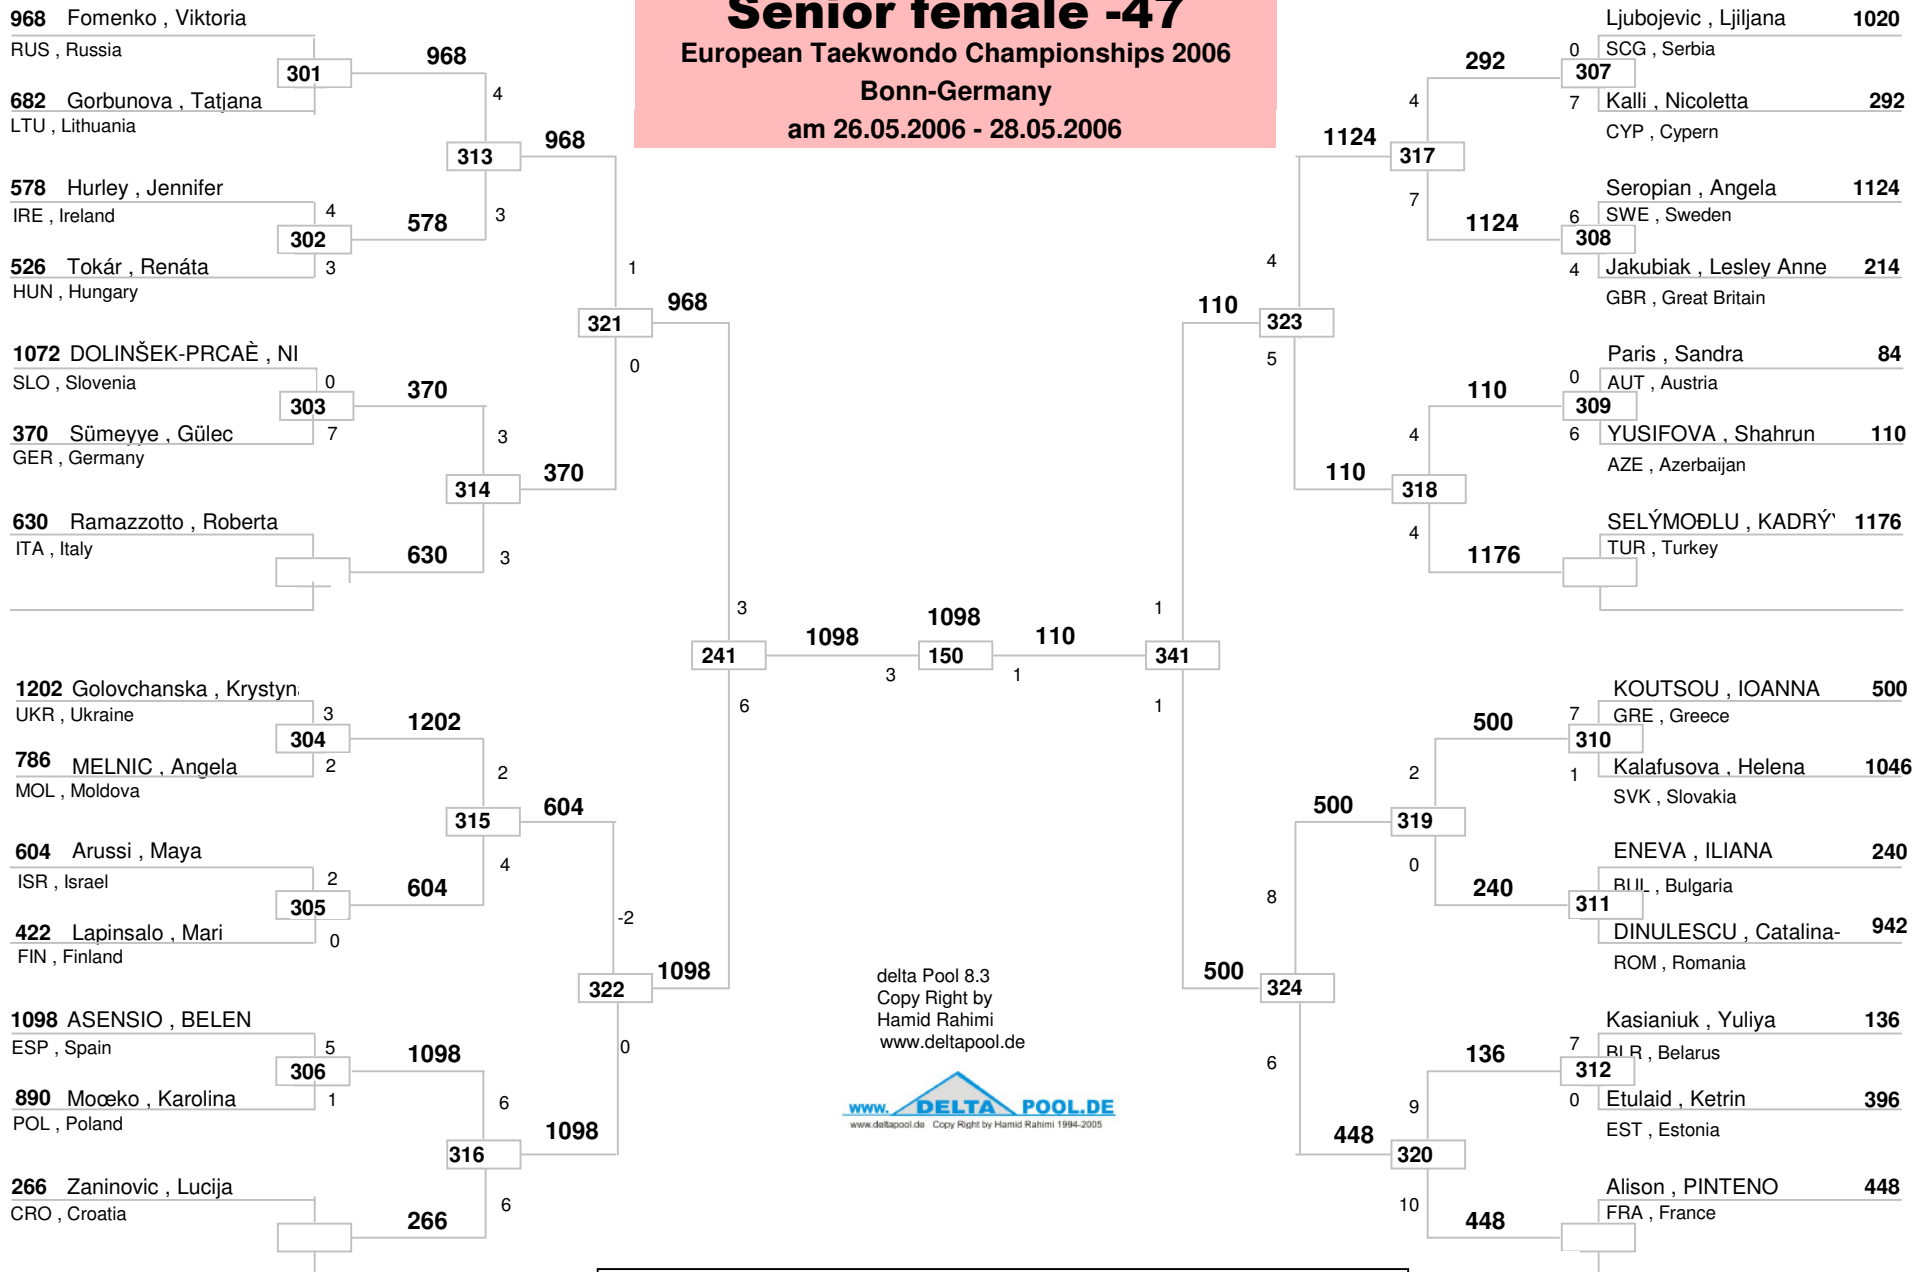 Senior female -47
European Taekwondo Championships 2006
Bonn-Germany
am 26.05.2006 - 28.05.2006
968 Fomenko , Viktoria
RUS , Russia
301
968
682 Gorbunova , Tatjana
LTU , Lithuania
4
313
968
578 Hurley , Jennifer
IRE , Ireland
4
302
578
3
526 Tokár , Renáta
3
HUN , Hungary
1
321
968
1072 DOLINŠEK-PRCAÈ , NI
SLO , Slovenia
0
303
370
0
370 Sümeyye , Gülec
7
GER , Germany
3
314
370
630 Ramazzotto , Roberta
ITA , Italy
630
3
3
241
1098
3
6
1202 Golovchanska , Krystyn
UKR , Ukraine
3
304
1202
786 MELNIC , Angela
2
MOL , Moldova
2
315
604
604 Arussi , Maya
ISR , Israel
2
305
604
4
422 Lapinsalo , Mari
0
FIN , Finland
-2
322
1098
1098 ASENSIO , BELEN
ESP , Spain
5
306
1098
0
890 Moœko , Karolina
1
POL , Poland
6
316
1098
266 Zaninovic , Lucija
CRO , Croatia
266
6
1098
150
110
1
1
341
1
Ljubojevic , Ljiljana 1020
0
SCG , Serbia
292
307
Kalli , Nicoletta 292
7
CYP , Cypern
4
1124
317
7
Seropian , Angela 1124
6
SWE , Sweden
1124
308
Jakubiak , Lesley Anne 214
4
GBR , Great Britain
4
110
323
5
Paris , Sandra 84
0
AUT , Austria
110
309
YUSIFOVA , Shahrun 110
6
AZE , Azerbaijan
4
110
318
4
SELÝMOÐLU , KADRÝ 1176
TUR , Turkey
1176
KOUTSOU , IOANNA 500
7
GRE , Greece
500
310
Kalafusova , Helena 1046
1
SVK , Slovakia
2
500
319
0
ENEVA , ILIANA 240
BUL , Bulgaria
240
311
DINULESCU , Catalina- 942
ROM , Romania
8
500
324
6
Kasianiuk , Yuliya 136
7
BLR , Belarus
136
312
Etulaid , Ketrin 396
0
EST , Estonia
9
448
320
10
Alison , PINTENO 448
FRA , France
448
delta Pool 8.3
Copy Right by
Hamid Rahimi
www.deltapool.de
www. DELTA POOL.DE
www.deltapool.de Copy Right by Hamid Rahimi 1994-2005